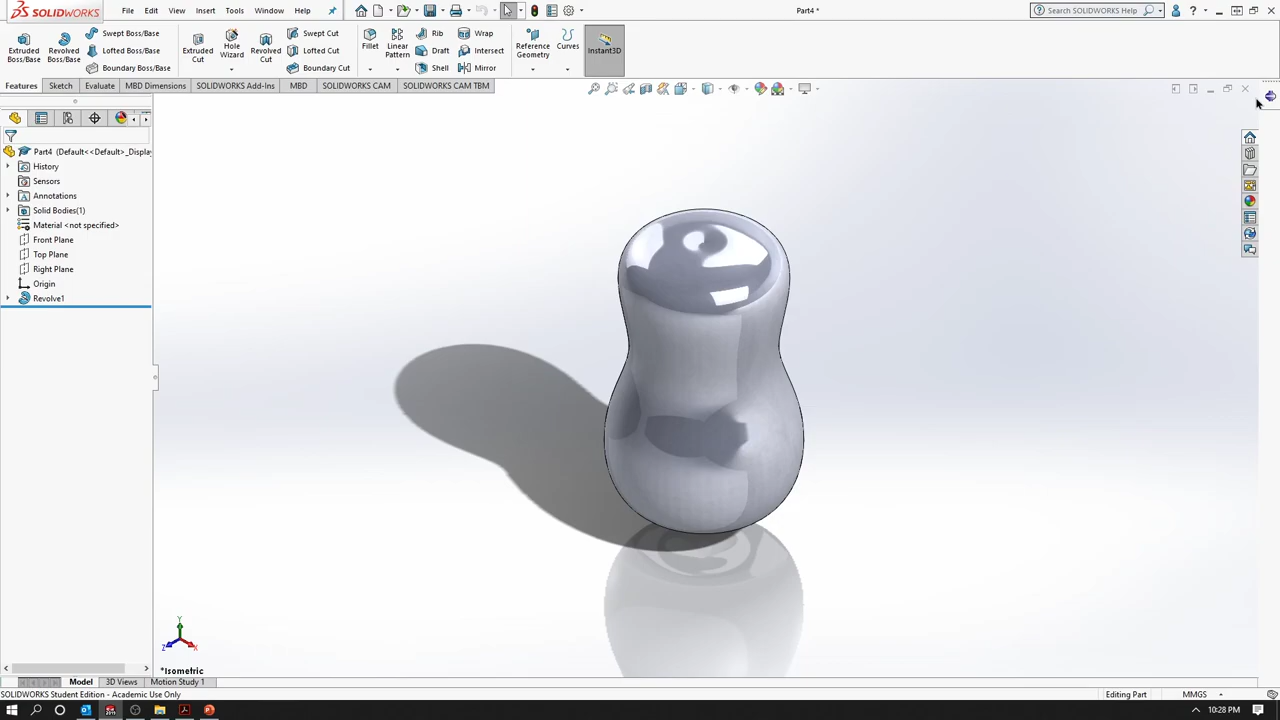 SOLIDWORKS File Edit View Insert Tools Window Help Part4 * Search SOLIDWORKS Help
Extruded Boss/Base
Revolved Boss/Base
Swept Boss/Base
Lofted Boss/Base
Boundary Boss/Base
Extruded Cut
Hole Wizard
Revolved Cut
Swept Cut
Lofted Cut
Boundary Cut
Fillet
Linear Pattern
Rib
Draft
Shell
Wrap
Intersect
Mirror
Reference Geometry
Curves
Instant3D
Features Sketch Evaluate MBD Dimensions SOLIDWORKS Add-Ins MBD SOLIDWORKS CAM SOLIDWORKS CAM TBM
Part4 (Default<<Default>_Display
History
Sensors
Annotations
Solid Bodies(1)
Material <not specified>
Front Plane
Top Plane
Right Plane
Origin
Revolve1
Y
Z X
*Isometric
Model 3D Views Motion Study 1
SOLIDWORKS Student Edition - Academic Use Only Editing Part MMGS
10:28 PM